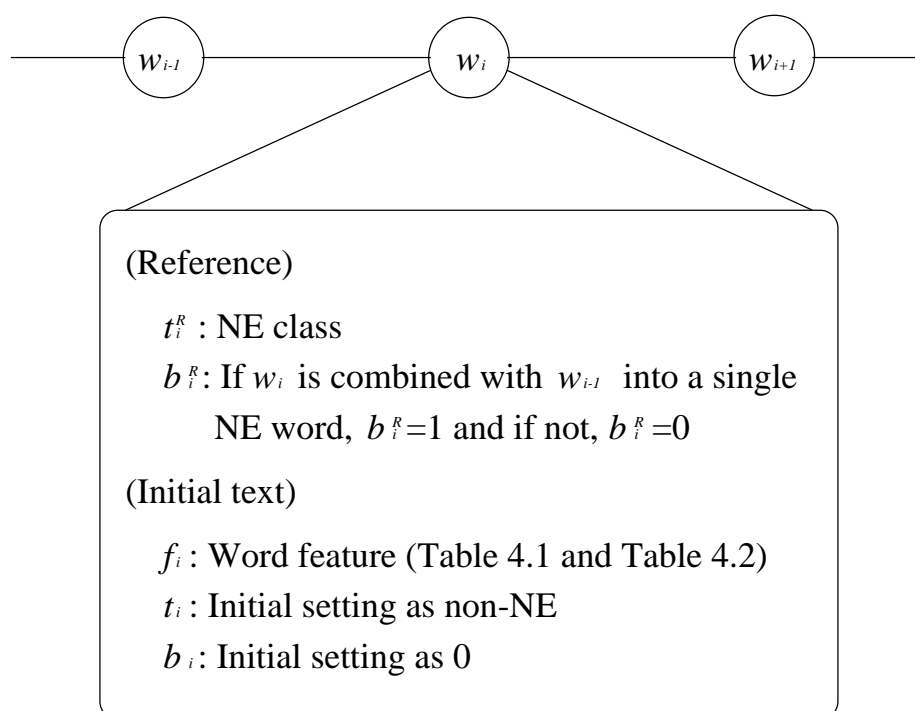 w_{i-1} w_i w_{i+1}
(Reference)
t_i^R : NE class
b_i^R : If w_i is combined with w_{i-1} into a single
NE word, b_i^R =1 and if not, b_i^R =0
(Initial text)
f_i : Word feature (Table 4.1 and Table 4.2)
t_i : Initial setting as non-NE
b_i : Initial setting as 0